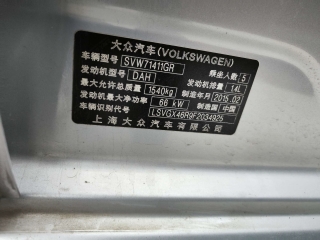 大众汽车(VOLKSWAGEN)
车辆型号 SVW71411GR 乘坐人数 5
发动机型号 DAH 发动机排量 1.4L
最大允许总质量 1540kg 制造年月 2015.02
发动机最大净功率 66 kW 制造国 中国
车辆识别代号 LSVGX46R9F2034925
上海大众汽车有限公司